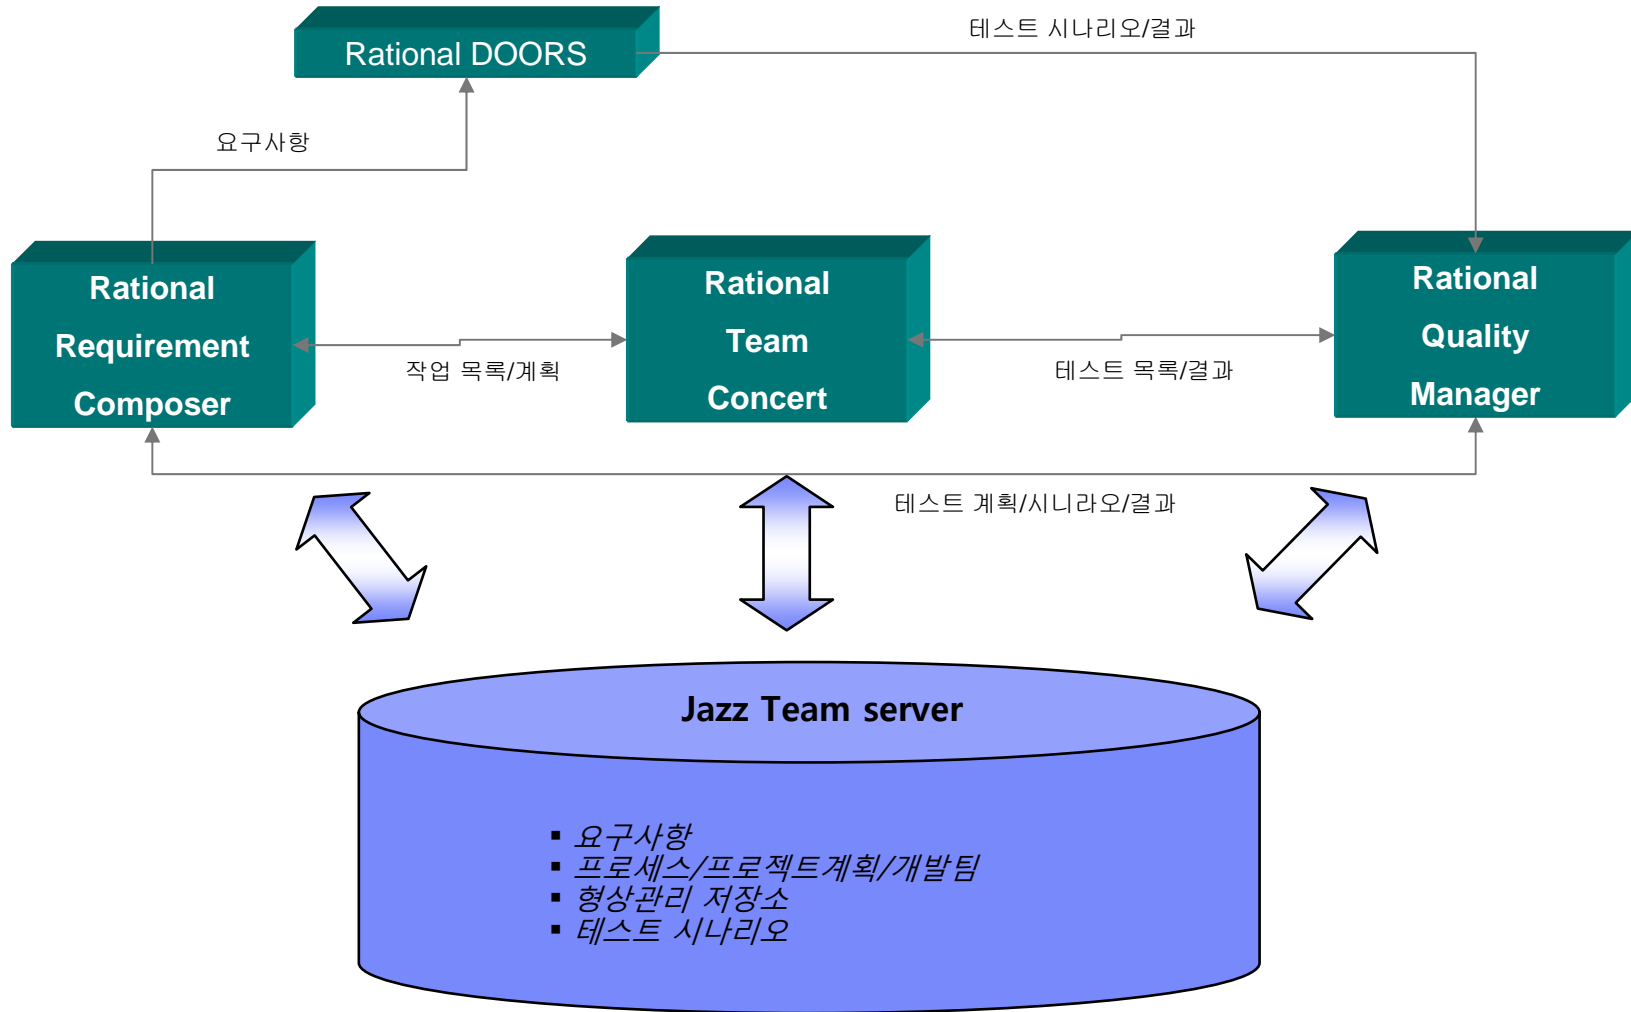 테스트 시나리오/결과
Rational DOORS
요구사항
Rational
Requirement
Composer
작업 목록/계획
Rational
Team
Concert
테스트 목록/결과
Rational
Quality
Manager
테스트 계획/시니라오/결과
Jazz Team server
▪ 요구사항
▪ 프로세스/프로젝트계획/개발팀
▪ 형상관리 저장소
▪ 테스트 시나리오